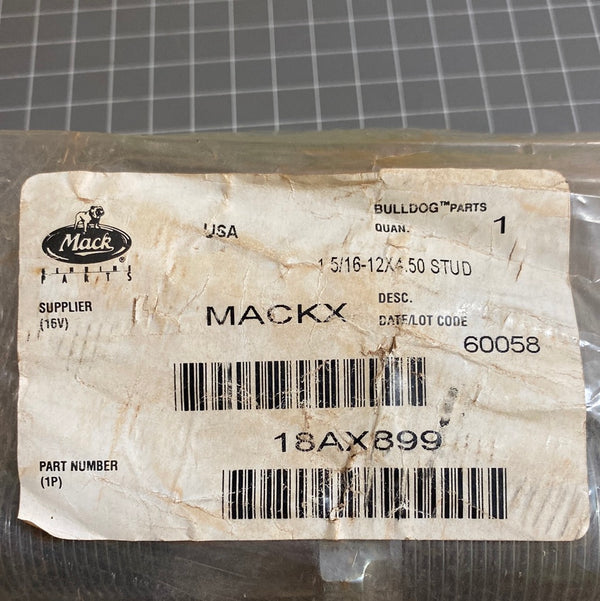 BULLDOG™PARTS
USA
QUAN. 1
Mack®
GENUINE
PARTS
1 5/16-12X4.50 STUD
SUPPLIER
(16V)
MACKX
DESC.
DATE/LOT CODE
60058
18AX899
PART NUMBER
(1P)